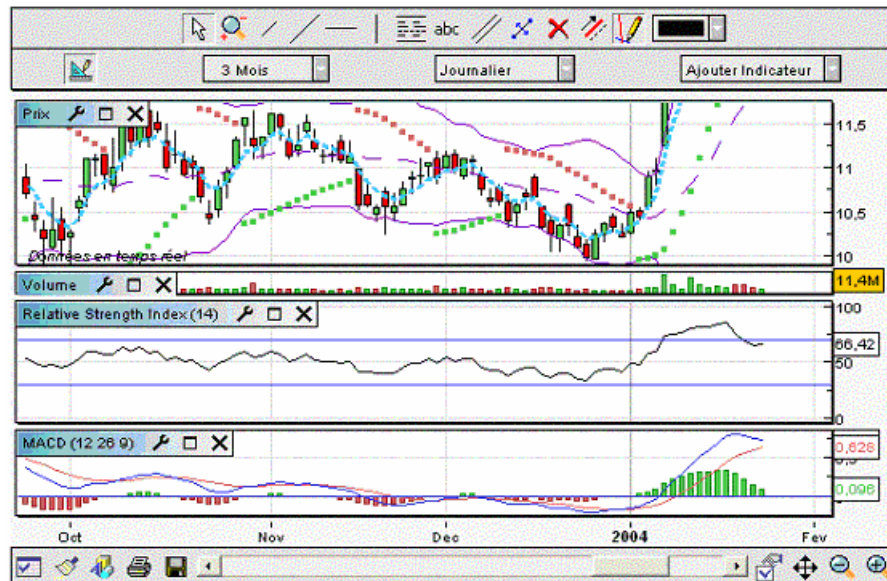 abc
3 Mois Journalier Ajouter Indicateur
Prix
11,5
11
10,5
10
Données en temps réel
Volume
11,4M
Relative Strength Index (14)
100
66,42
50
0
MACD (12 26 9)
0,628
0,096
Oct Nov Dec 2004 Fev